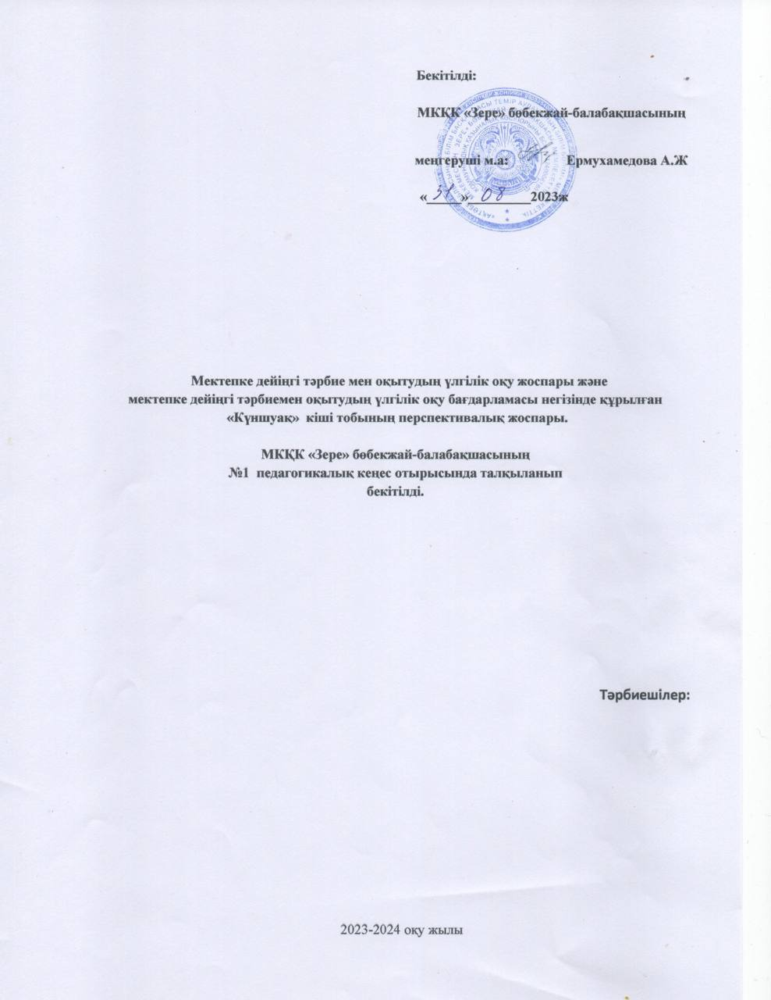 Бекітілді:
МКҚК «Зере» бөбекжай-балабақшасының
меңгеруші м.а: Ермухамедова А.Ж
«31» 08 2023ж
Мектепке дейіңгі тәрбие мен оқытудың үлгілік оқу жоспары және
мектепке дейіңгі тәрбиемен оқытудың үлгілік оқу бағдарламасы негізінде құрылған
«Күншуақ» кіші тобының перспективалық жоспары.
МКҚК «Зере» бөбекжай-балабақшасының
№1 педагогикалық кеңес отырысында талқыланып
бекітілді.
Тәрбиешілер:
2023-2024 оқу жылы